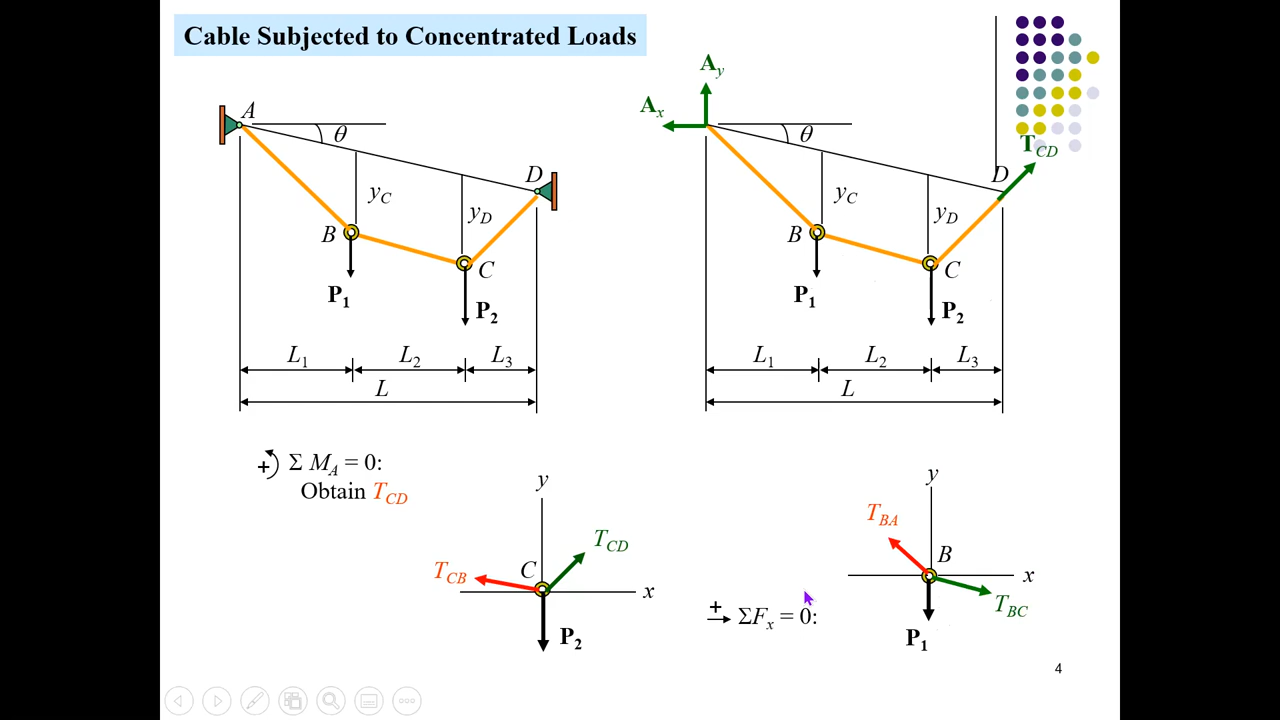 Cable Subjected to Concentrated Loads
A
θ
D
y_C
y_D
B
C
P₁
P₂
L₁
L₂
L₃
L
A_y
A_x
θ
T_CD
D
y_C
y_D
B
C
P₁
P₂
L₁
L₂
L₃
L
+ Σ M_A = 0:
Obtain T_CD
y
T_CD
T_CB
C
x
P₂
+ ΣF_x = 0:
y
T_BA
B
x
T_BC
P₁
4